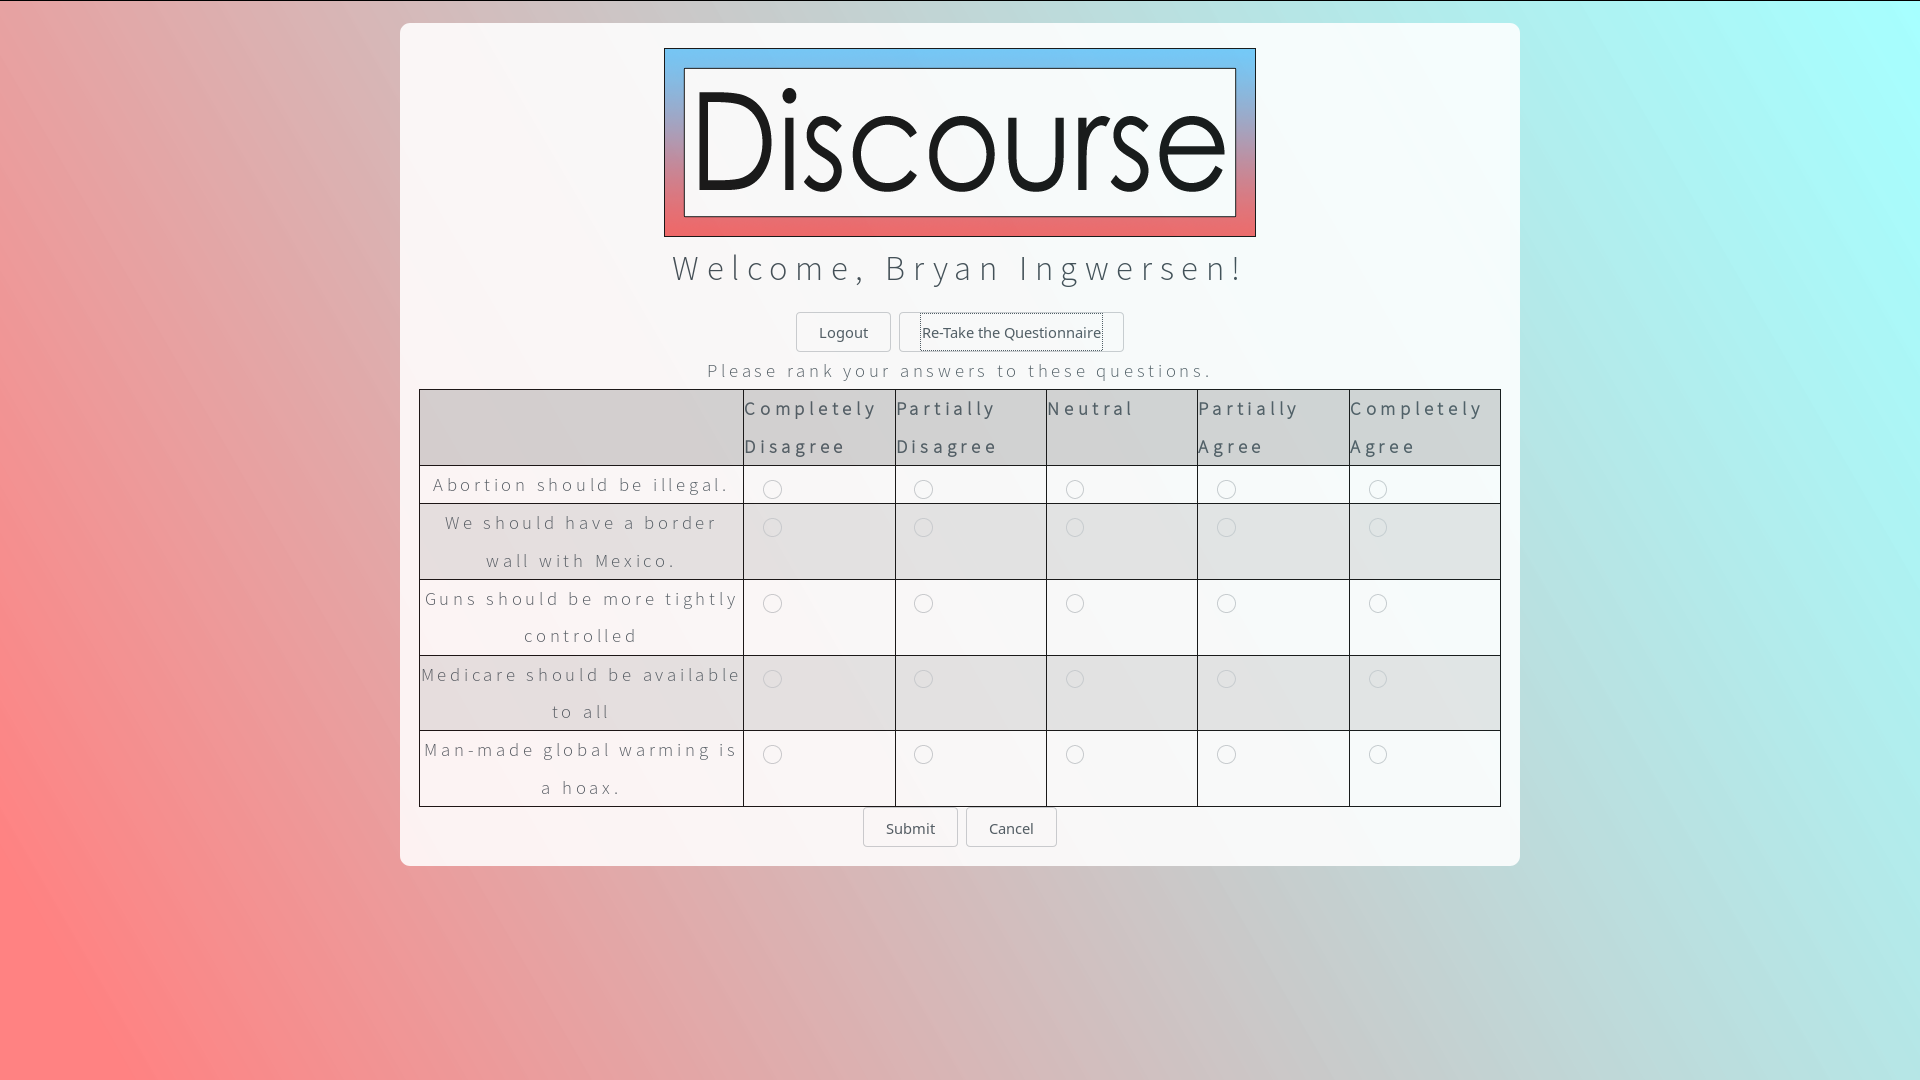 Discourse
Welcome, Bryan Ingwersen!
Logout
Re-Take the Questionnaire
Please rank your answers to these questions.
Completely Disagree
Partially Disagree
Neutral
Partially Agree
Completely Agree
Abortion should be illegal.
We should have a border
wall with Mexico.
Guns should be more tightly
controlled
Medicare should be available
to all
Man-made global warming is
a hoax.
Submit
Cancel